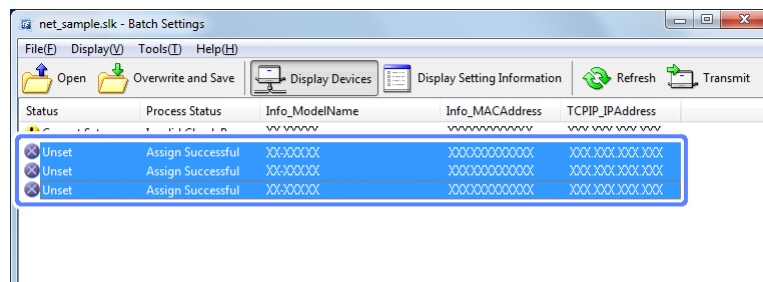 net_sample.slk - Batch Settings
File(F) Display(V) Tools(T) Help(H)
Open Overwrite and Save Display Devices Display Setting Information Refresh Transmit
Status Process Status Info_ModelName Info_MACAddress TCPIP_IPAddress
Unset Assign Successful XX-XXXXX XXXXXXXXXXXX XXX.XXX.XXX.XXX
Unset Assign Successful XX-XXXXX XXXXXXXXXXXX XXX.XXX.XXX.XXX
Unset Assign Successful XX-XXXXX XXXXXXXXXXXX XXX.XXX.XXX.XXX